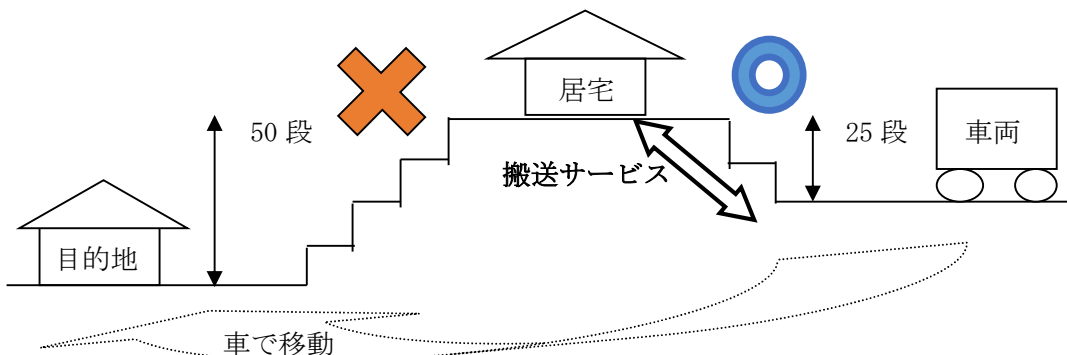 居宅
50 段
25 段
車両
搬送サービス
目的地
車で移動